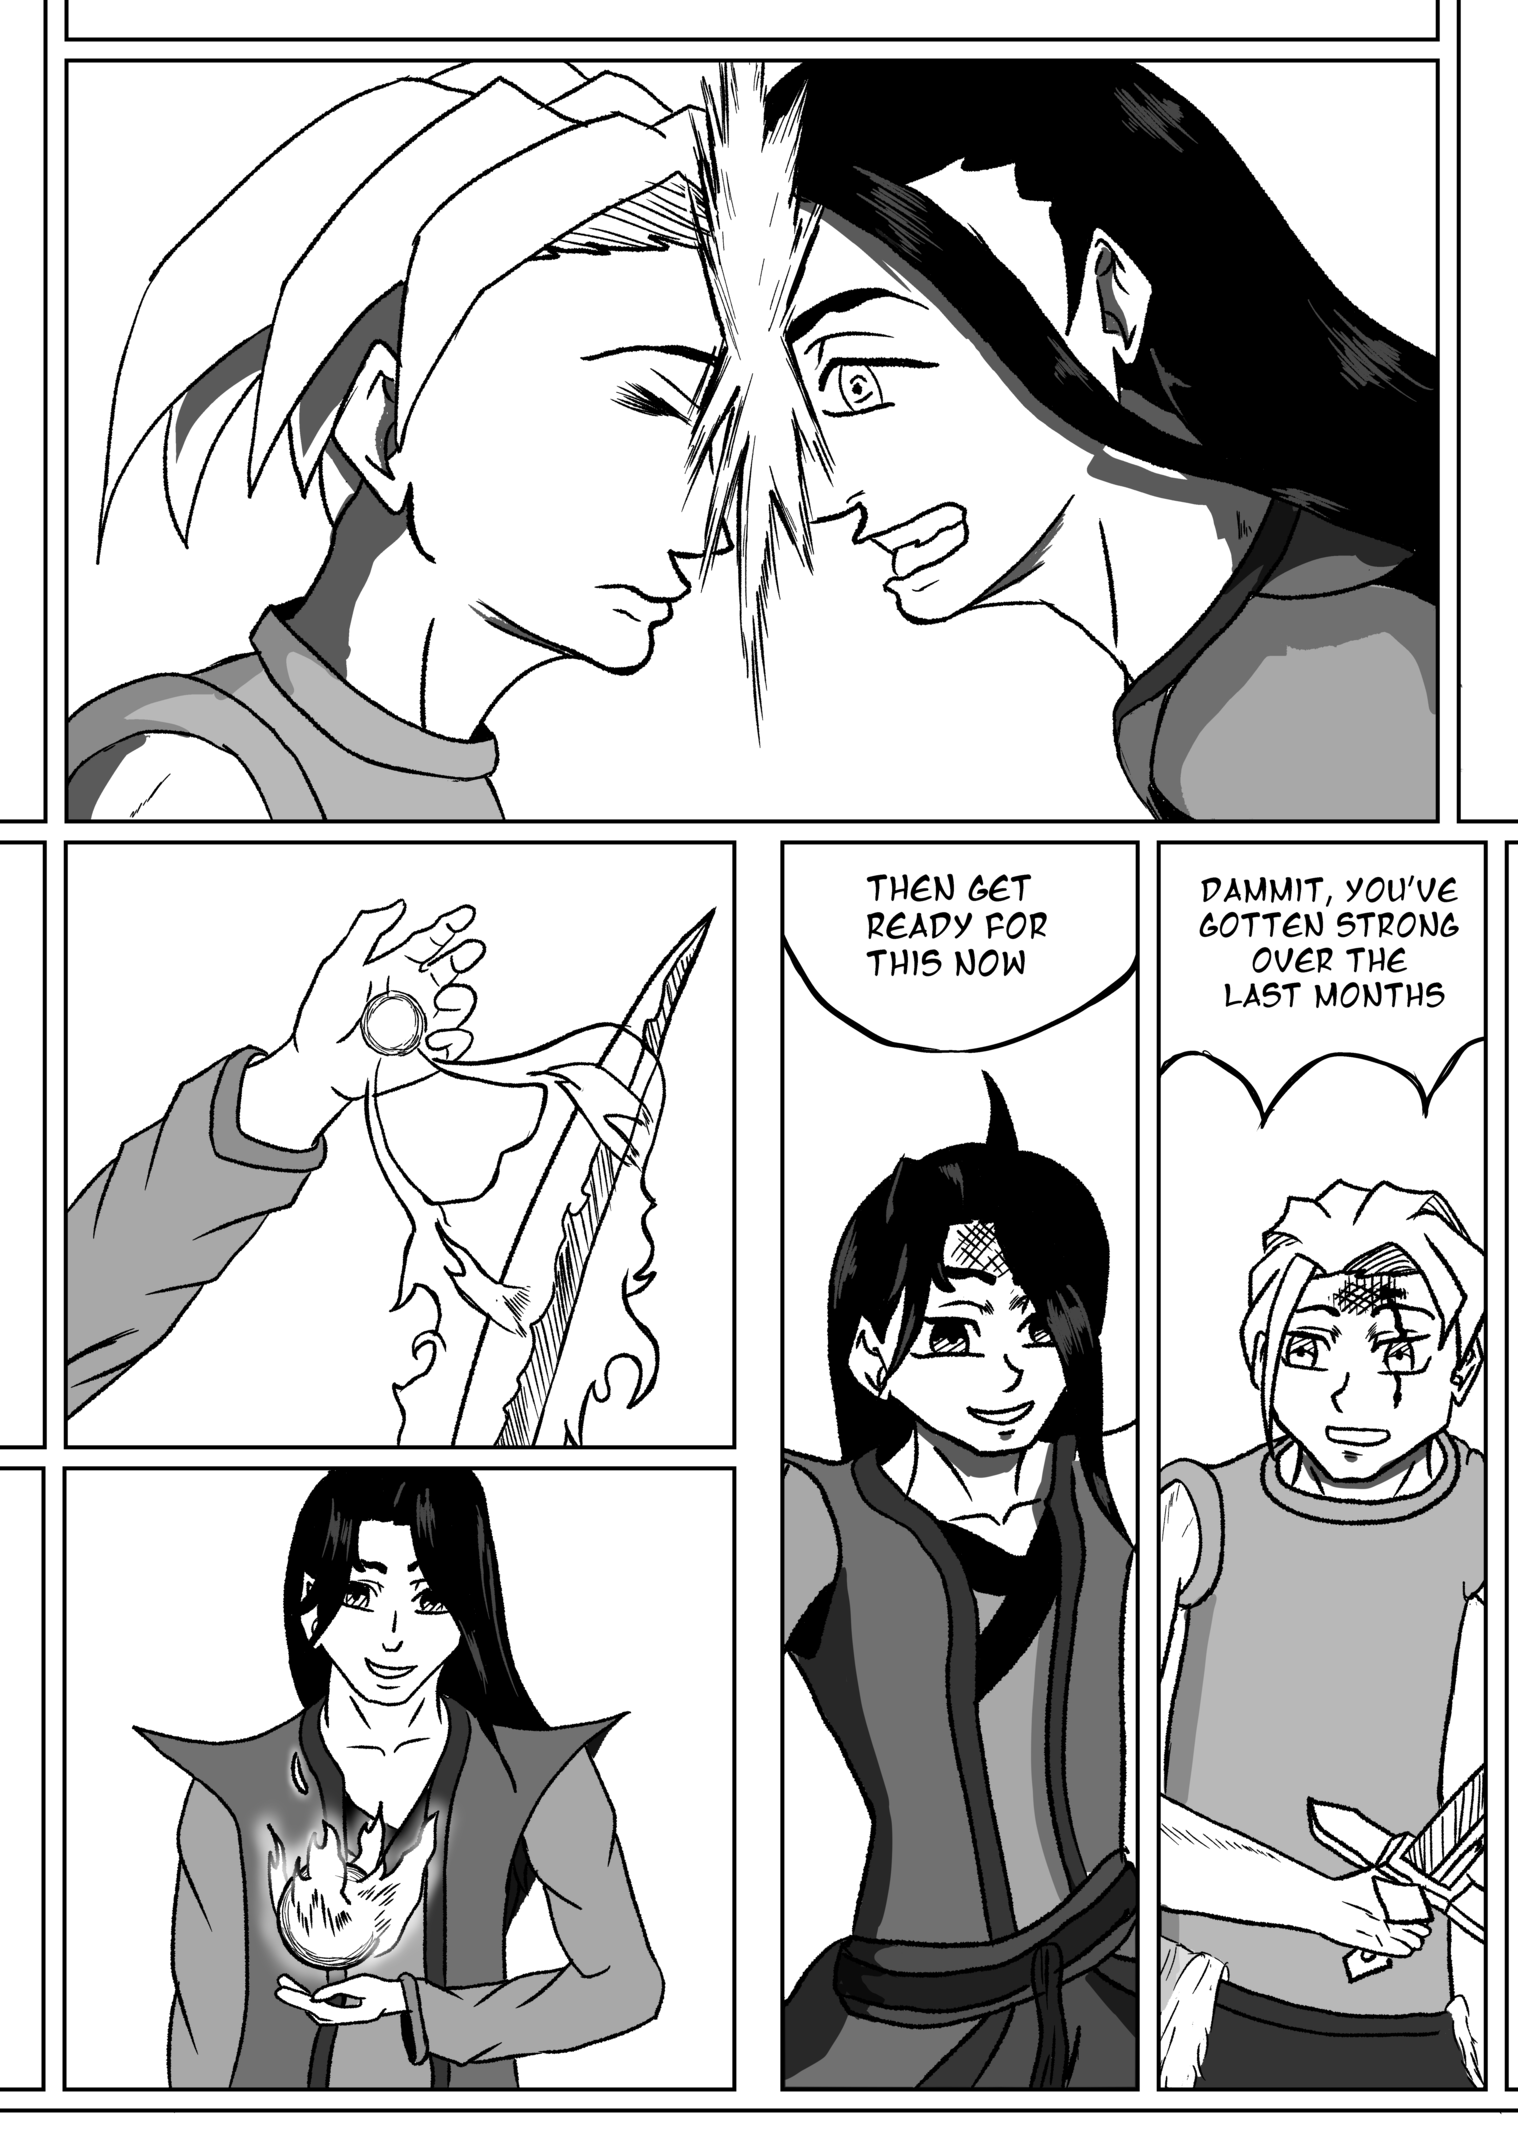 DAMMIT, YOU'VE
GOTTEN STRONG
OVER THE
LAST MONTHS
THEN GET
READY FOR
THIS NOW